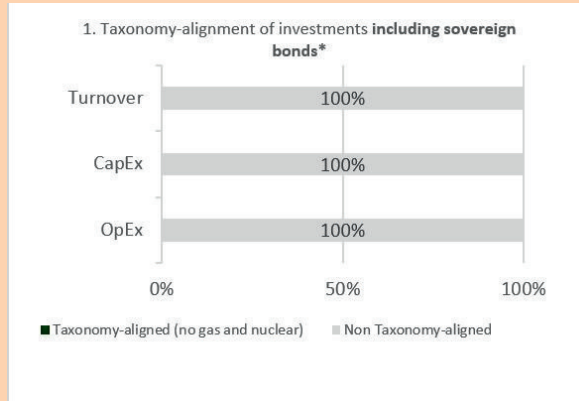 1. Taxonomy-alignment of investments including sovereign
bonds*
Turnover
100%
CapEx
100%
OpEx
100%
0% 50% 100%
Taxonomy-aligned (no gas and nuclear) Non Taxonomy-aligned